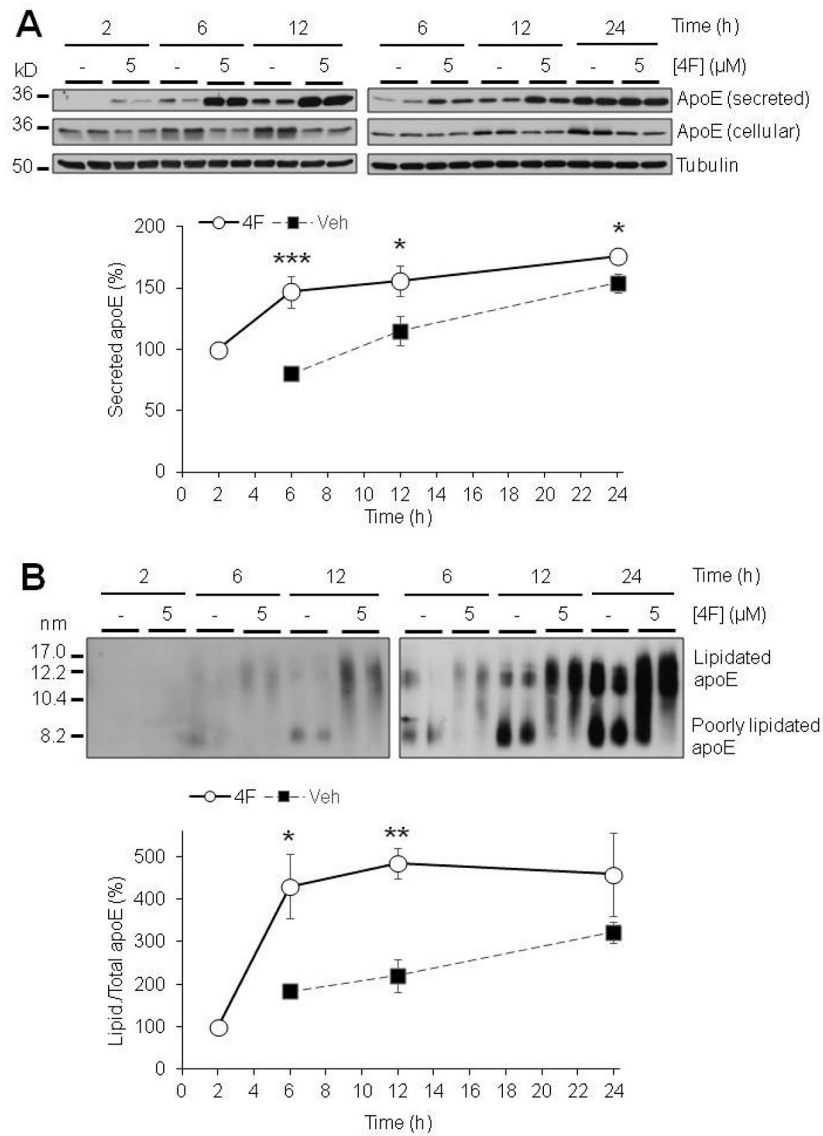 A
2 6 12 6 12 24 Time (h)
kD - 5 - 5 - 5 - 5 - 5 - 5 [4F] (µM)
36 ApoE (secreted)
36 ApoE (cellular)
50 Tubulin
4F Veh
200
150
100
50
0
*** * *
Secreted apoE (%)
0 2 4 6 8 10 12 14 16 18 20 22 24
Time (h)
B
2 6 12 6 12 24 Time (h)
nm - 5 - 5 - 5 - 5 - 5 - 5 [4F] (µM)
17.0
12.2
10.4
8.2
Lipidated
apoE
Poorly lipidated
apoE
4F Veh
500
400
300
200
100
0
* **
Lipid./Total apoE (%)
0 2 4 6 8 10 12 14 16 18 20 22 24
Time (h)